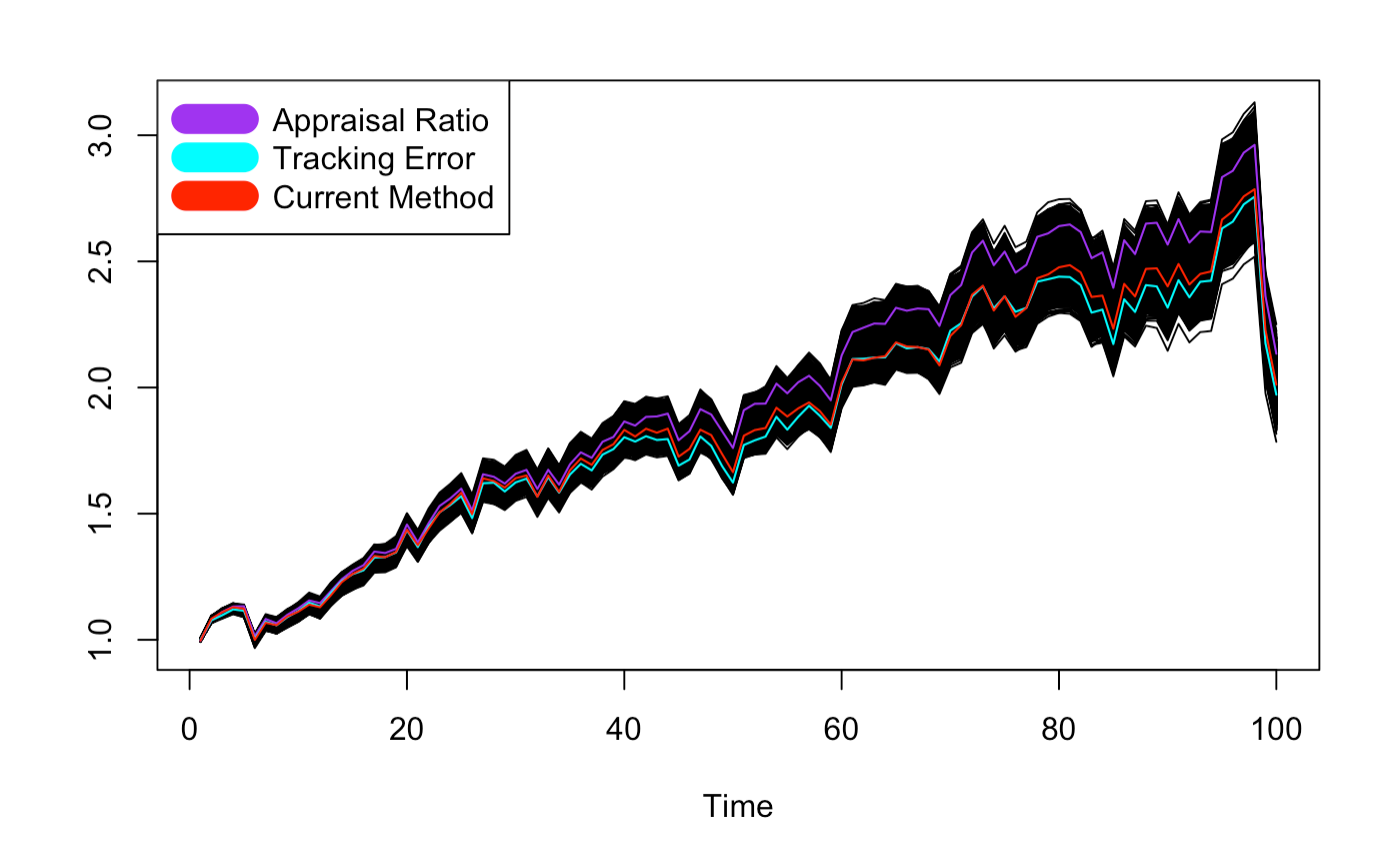 Appraisal Ratio
Tracking Error
Current Method
3.0
2.5
2.0
1.5
1.0
0 20 40 60 80 100
Time